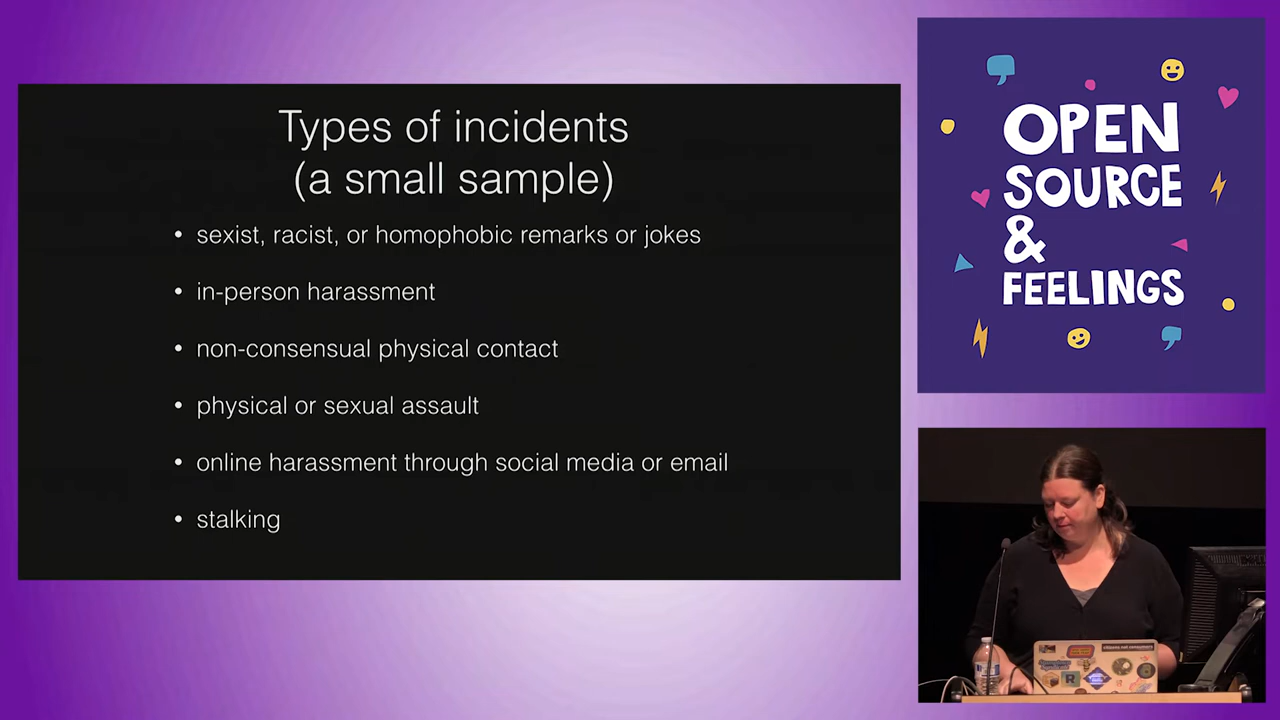 Types of incidents
(a small sample)
• sexist, racist, or homophobic remarks or jokes
• in-person harassment
• non-consensual physical contact
• physical or sexual assault
• online harassment through social media or email
• stalking
OPEN
SOURCE
&
FEELINGS